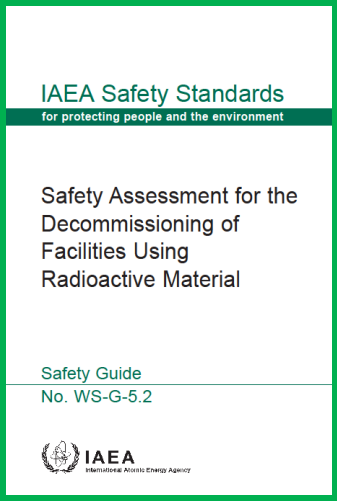 IAEA Safety Standards
for protecting people and the environment
Safety Assessment for the
Decommissioning of
Facilities Using
Radioactive Material
Safety Guide
No. WS-G-5.2
IAEA
International Atomic Energy Agency